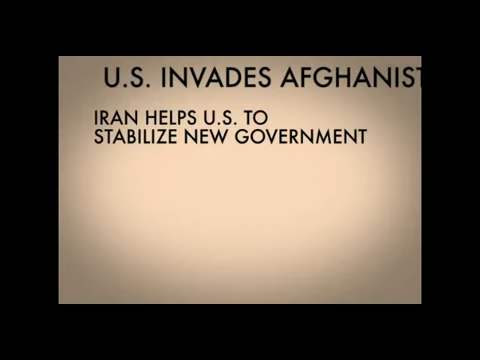 U.S. INVADES AFGHANIST
IRAN HELPS U.S. TO
STABILIZE NEW GOVERNMENT